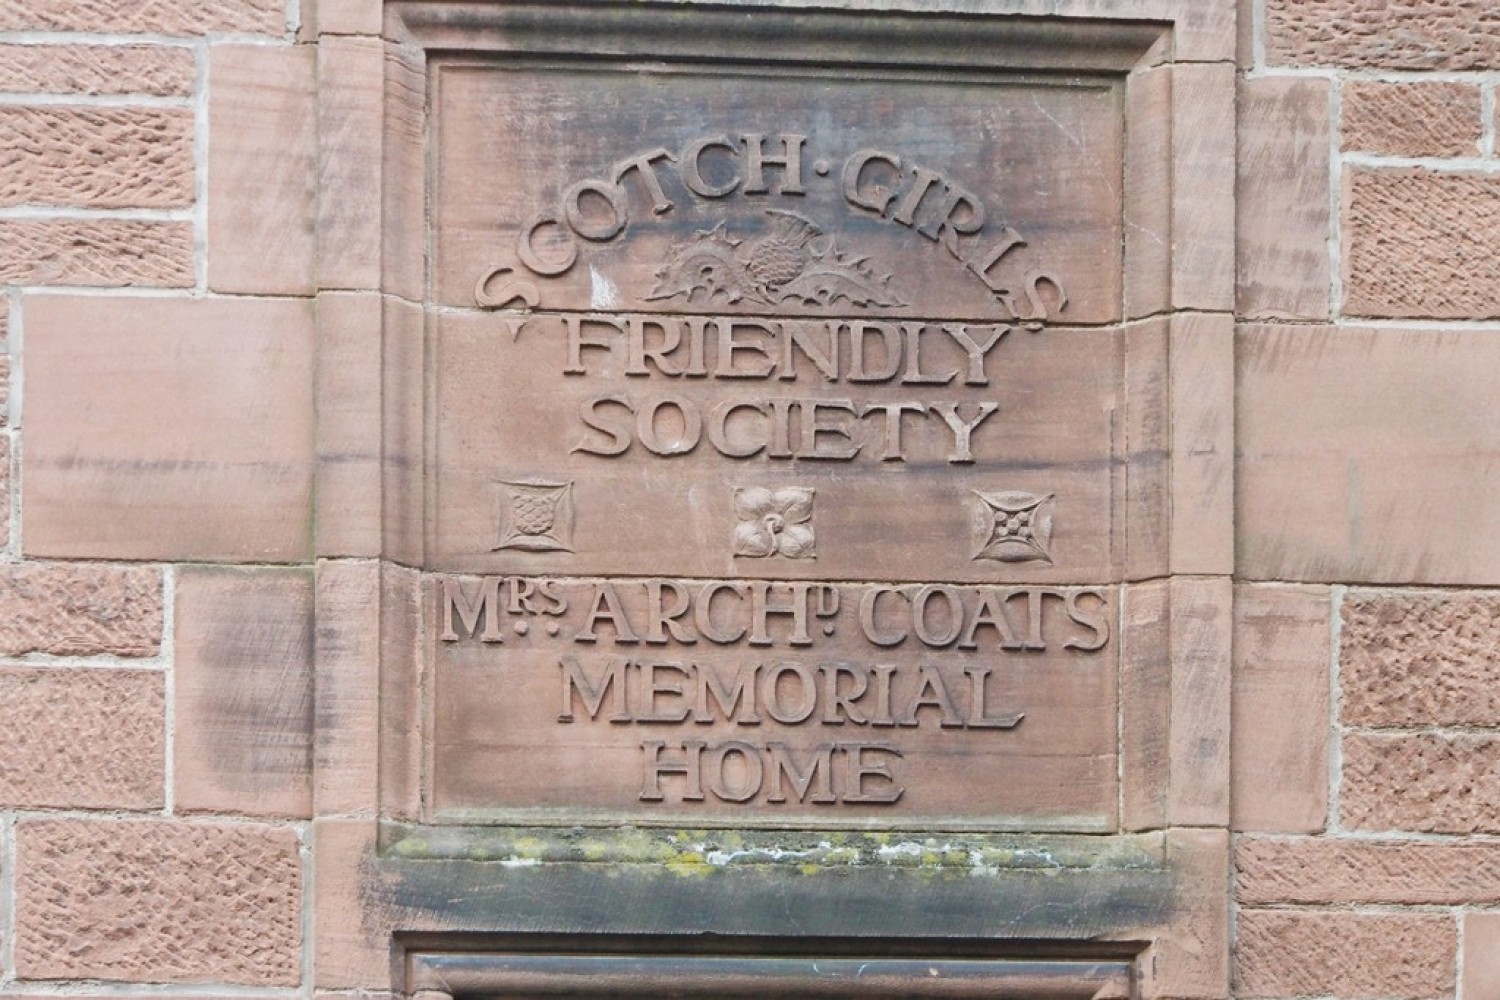 SCOTCH · GIRLS
FRIENDLY
SOCIETY
MRS. ARCHD. COATS
MEMORIAL
HOME